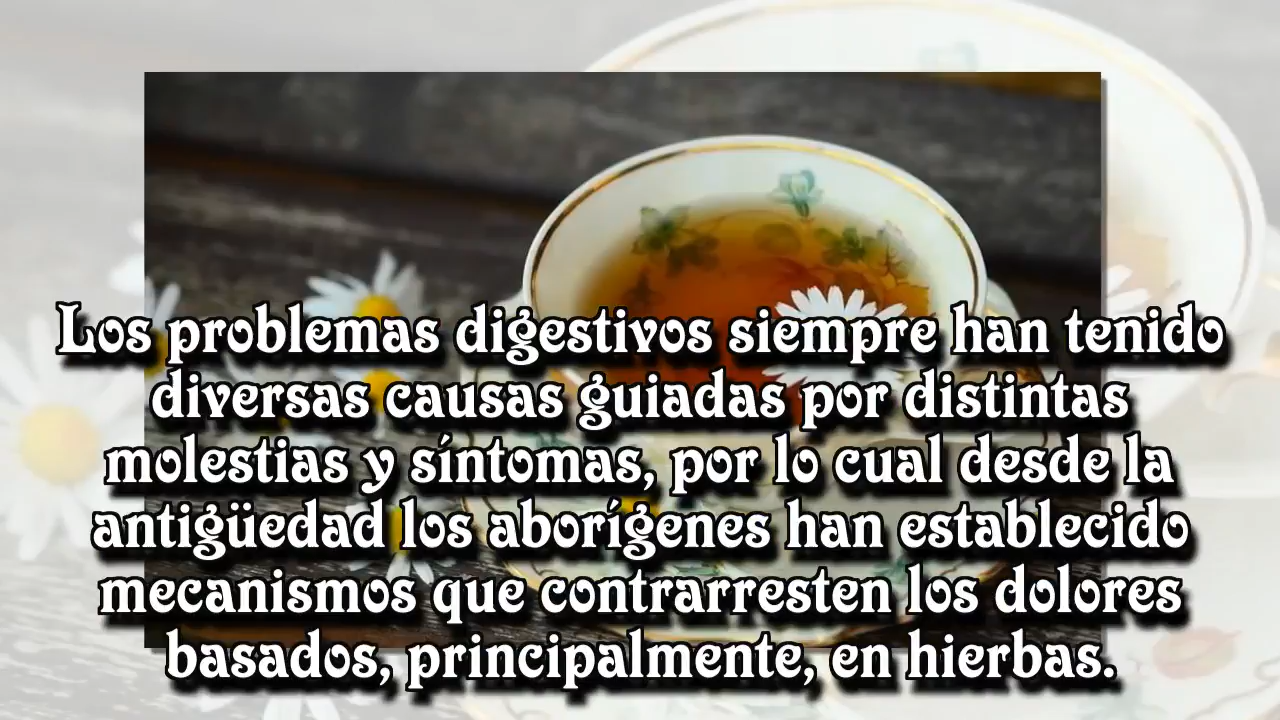 Los problemas digestivos siempre han tenido
diversas causas guiadas por distintas
molestias y síntomas, por lo cual desde la
antigüedad los aborígenes han establecido
mecanismos que contrarresten los dolores
basados, principalmente, en hierbas.